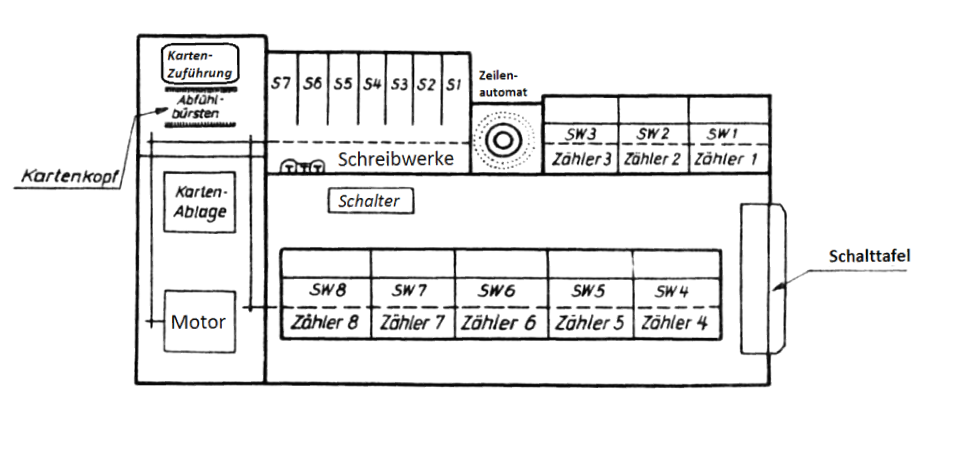 Karten-
Zuführung
Abfühl-
bürsten
Kartenkopf
Karten-
Ablage
Motor
S7 S6 S5 S4 S3 S2 S1
Zeilen-
automat
Schreibwerke
T T T
Schalter
SW3 SW2 SW1
Zähler 3 Zähler 2 Zähler 1
SW8 SW7 SW6 SW5 SW4
Zähler 8 Zähler 7 Zähler 6 Zähler 5 Zähler 4
Schalttafel